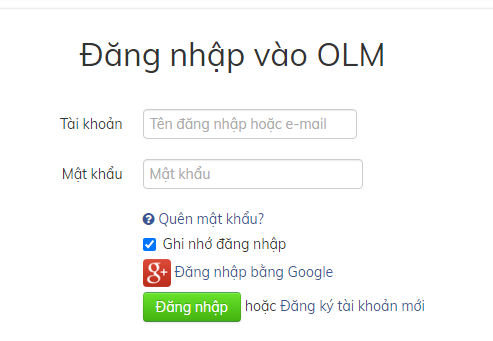 Đăng nhập vào OLM
Tài khoản Tên đăng nhập hoặc e-mail
Mật khẩu Mật khẩu
Quên mật khẩu?
Ghi nhớ đăng nhập
g+ Đăng nhập bằng Google
Đăng nhập hoặc Đăng ký tài khoản mới